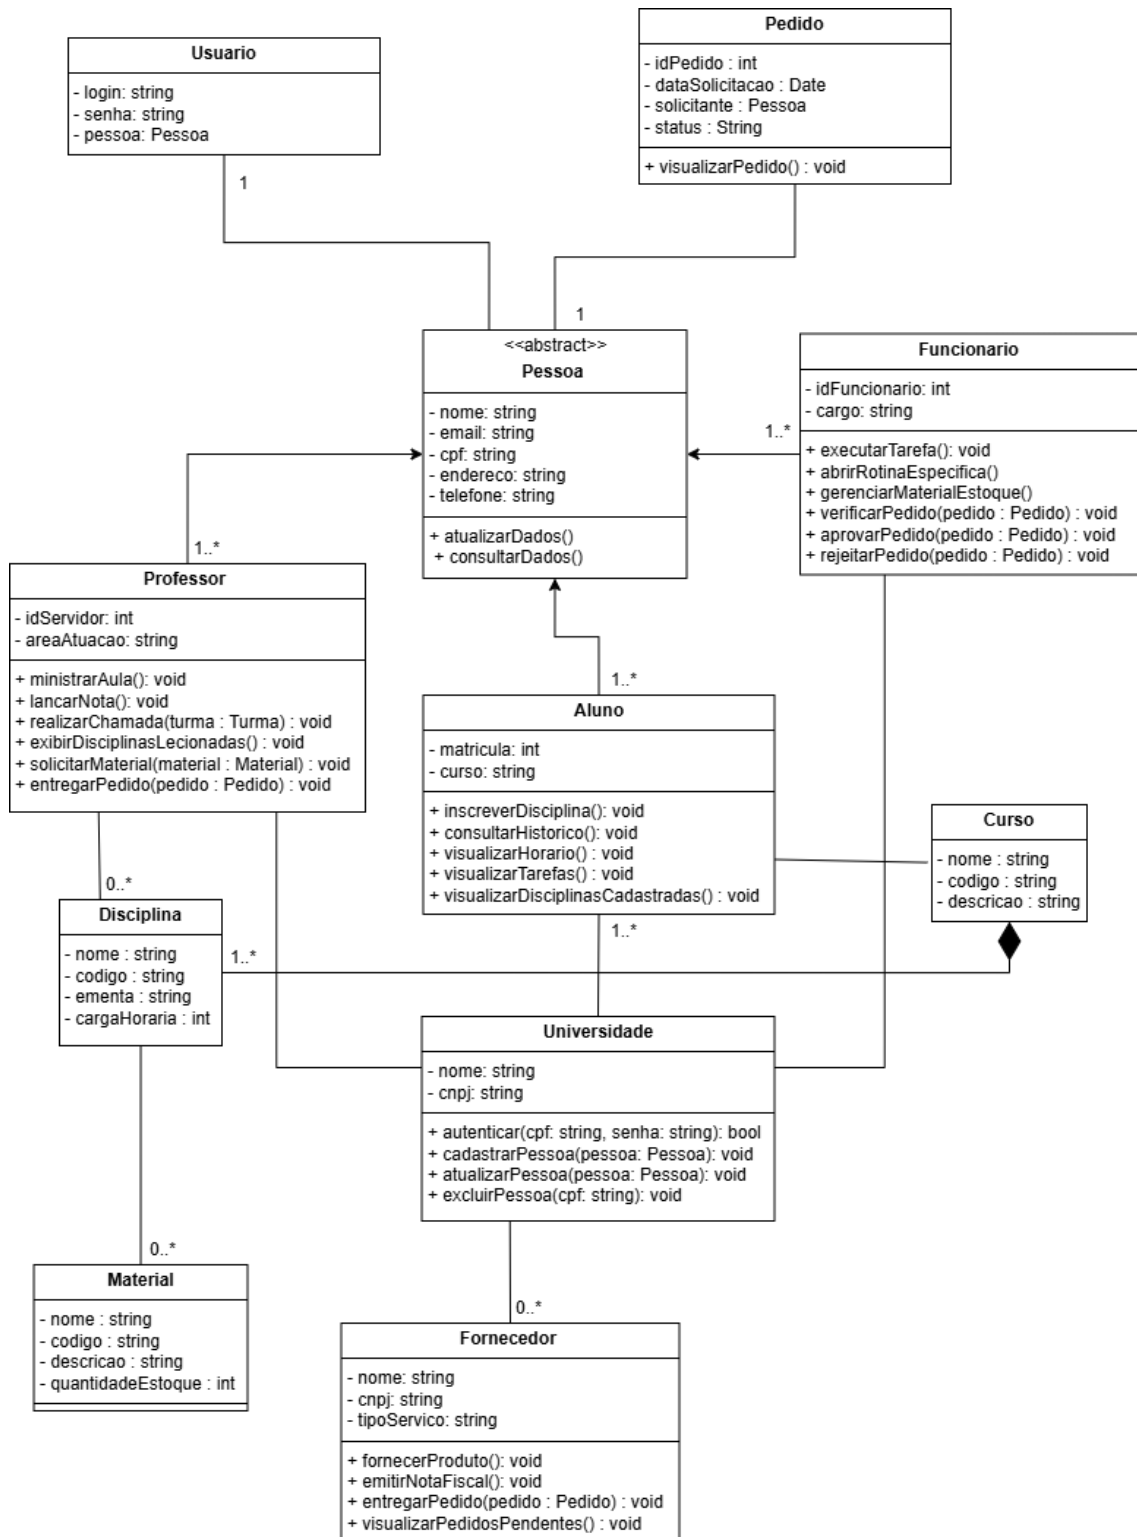 Usuario
- login: string
- senha: string
- pessoa: Pessoa
1
Pedido
- idPedido : int
- dataSolicitacao : Date
- solicitante : Pessoa
- status : String
+ visualizarPedido() : void
1
<<abstract>>
Pessoa
- nome: string
- email: string
- cpf: string
- endereco: string
- telefone: string
+ atualizarDados()
+ consultarDados()
Funcionario
- idFuncionario: int
- cargo: string
+ executarTarefa(): void
+ abrirRotinaEspecifica()
+ gerenciarMaterialEstoque()
+ verificarPedido(pedido : Pedido) : void
+ aprovarPedido(pedido : Pedido) : void
+ rejeitarPedido(pedido : Pedido) : void
1..*
1..*
Professor
- idServidor: int
- areaAtuacao: string
+ ministrarAula(): void
+ lancarNota(): void
+ realizarChamada(turma : Turma) : void
+ exibirDisciplinasLecionadas() : void
+ solicitarMaterial(material : Material) : void
+ entregarPedido(pedido : Pedido) : void
1..*
Aluno
- matricula: int
- curso: string
+ inscreverDisciplina(): void
+ consultarHistorico(): void
+ visualizarHorario() : void
+ visualizarTarefas() : void
+ visualizarDisciplinasCadastradas() : void
1..*
Curso
- nome : string
- codigo : string
- descricao : string
0..*
Disciplina
- nome : string
- codigo : string
- ementa : string
- cargaHoraria : int
1..*
Universidade
- nome: string
- cnpj: string
+ autenticar(cpf: string, senha: string): bool
+ cadastrarPessoa(pessoa: Pessoa): void
+ atualizarPessoa(pessoa: Pessoa): void
+ excluirPessoa(cpf: string): void
0..*
Material
- nome : string
- codigo : string
- descricao : string
- quantidadeEstoque : int
0..*
Fornecedor
- nome: string
- cnpj: string
- tipoServico: string
+ fornecerProduto(): void
+ emitirNotaFiscal(): void
+ entregarPedido(pedido : Pedido) : void
+ visualizarPedidosPendentes() : void